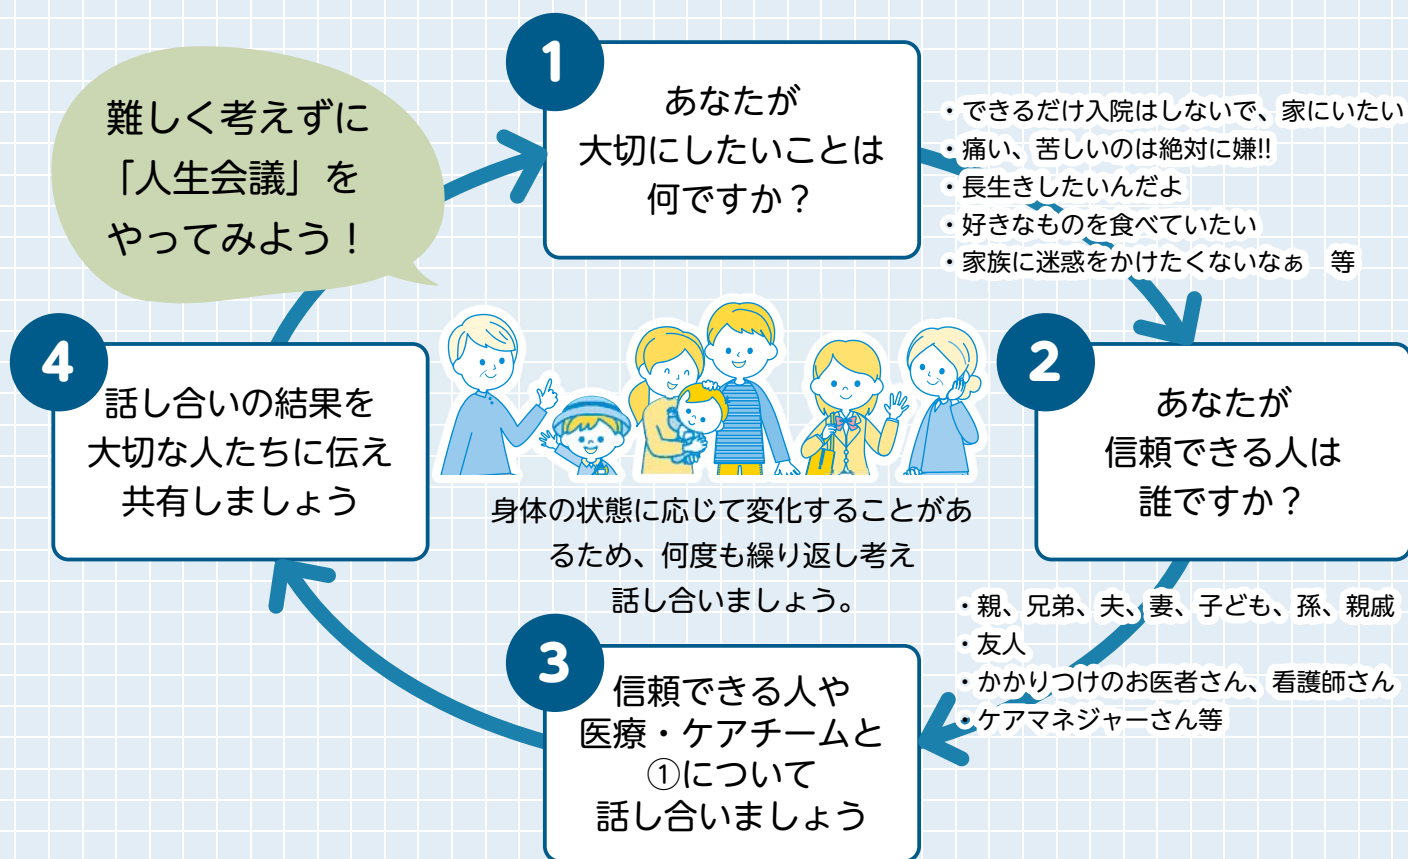 難しく考えずに
「人生会議」を
やってみよう！
1
あなたが
大切にしたいことは
何ですか？
・できるだけ入院はしないで、家にいたい
・痛い、苦しいのは絶対に嫌!!
・長生きしたいんだよ
・好きなものを食べていたい
・家族に迷惑をかけたくないなぁ　等
2
あなたが
信頼できる人は
誰ですか？
・親、兄弟、夫、妻、子ども、孫、親戚
・友人
・かかりつけのお医者さん、看護師さん
・ケアマネジャーさん等
3
信頼できる人や
医療・ケアチームと
①について
話し合いましょう
4
話し合いの結果を
大切な人たちに伝え
共有しましょう
身体の状態に応じて変化することがあ
るため、何度も繰り返し考え
話し合いましょう。